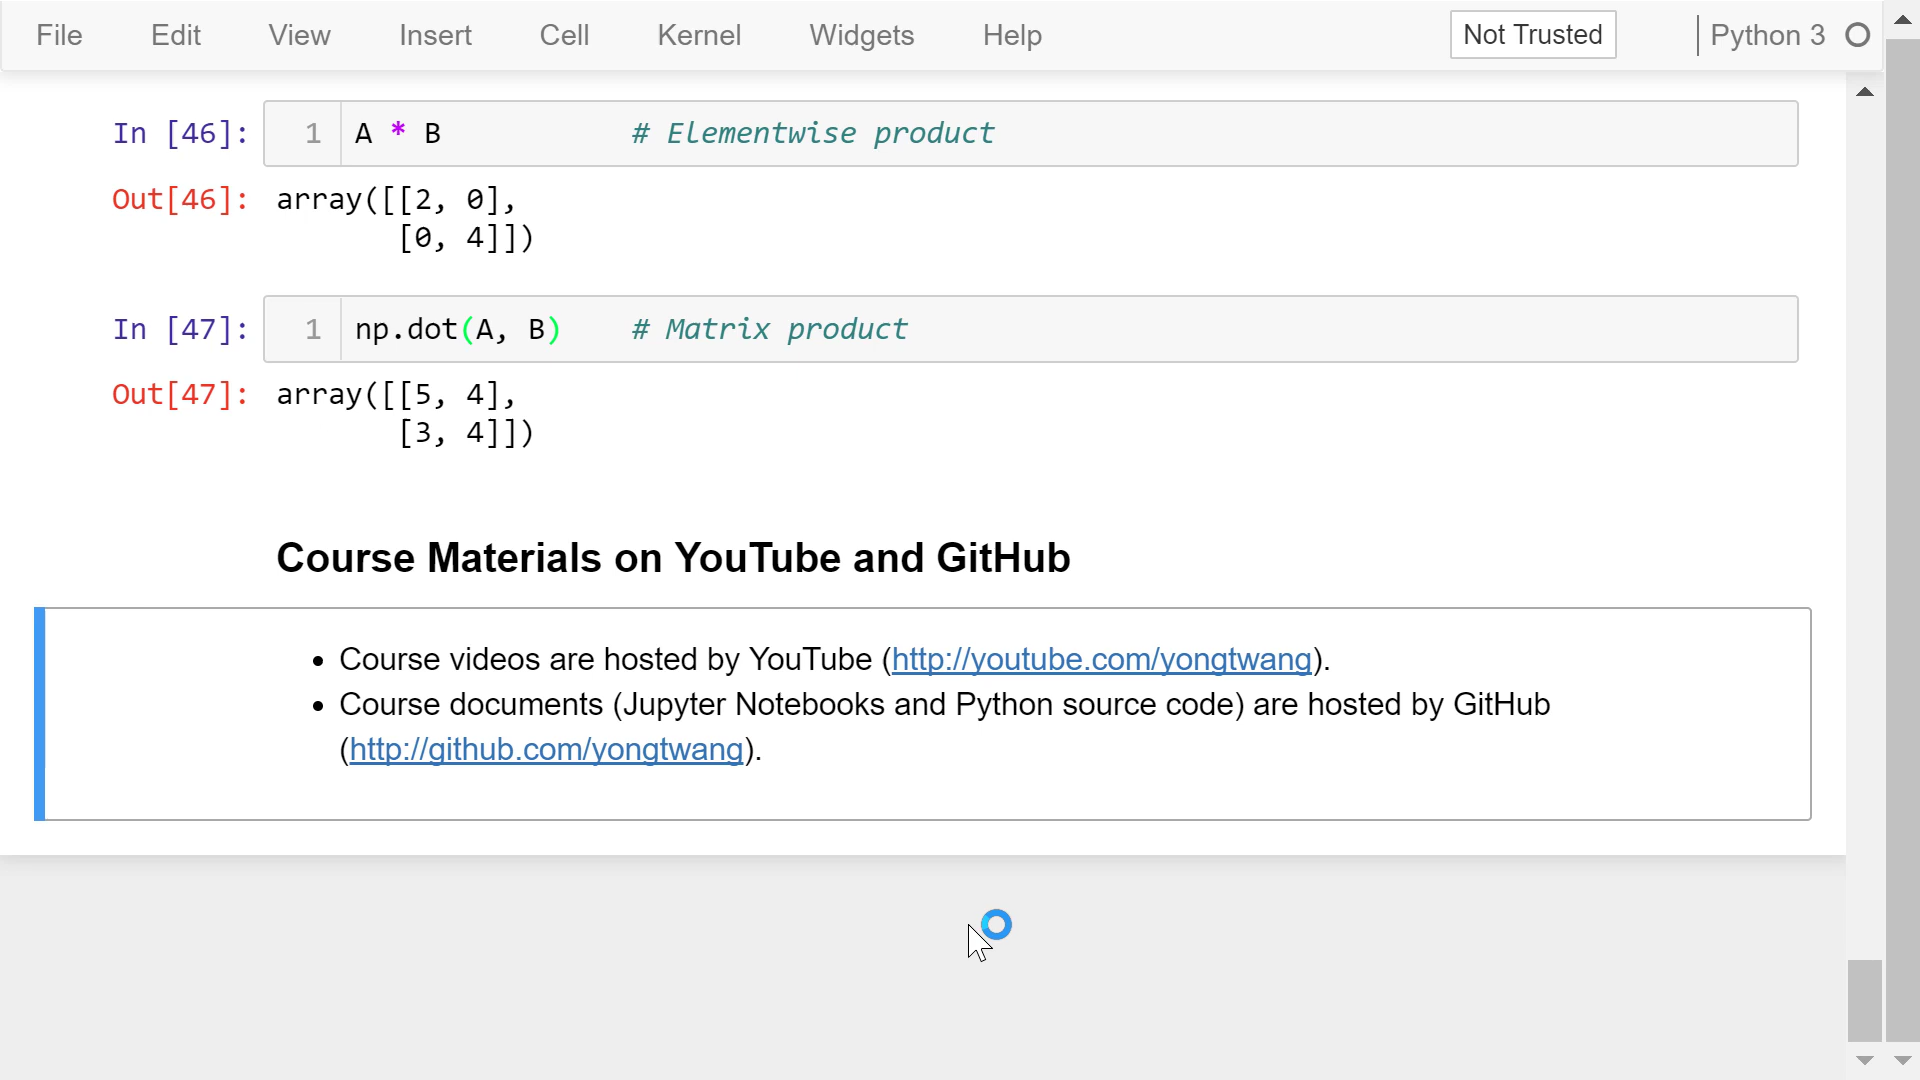 File Edit View Insert Cell Kernel Widgets Help Not Trusted Python 3
In [46]: 1 A * B # Elementwise product
Out[46]: array([[2, 0],
[0, 4]])
In [47]: 1 np.dot(A, B) # Matrix product
Out[47]: array([[5, 4],
[3, 4]])
Course Materials on YouTube and GitHub
• Course videos are hosted by YouTube (http://youtube.com/yongtwang).
• Course documents (Jupyter Notebooks and Python source code) are hosted by GitHub
(http://github.com/yongtwang).